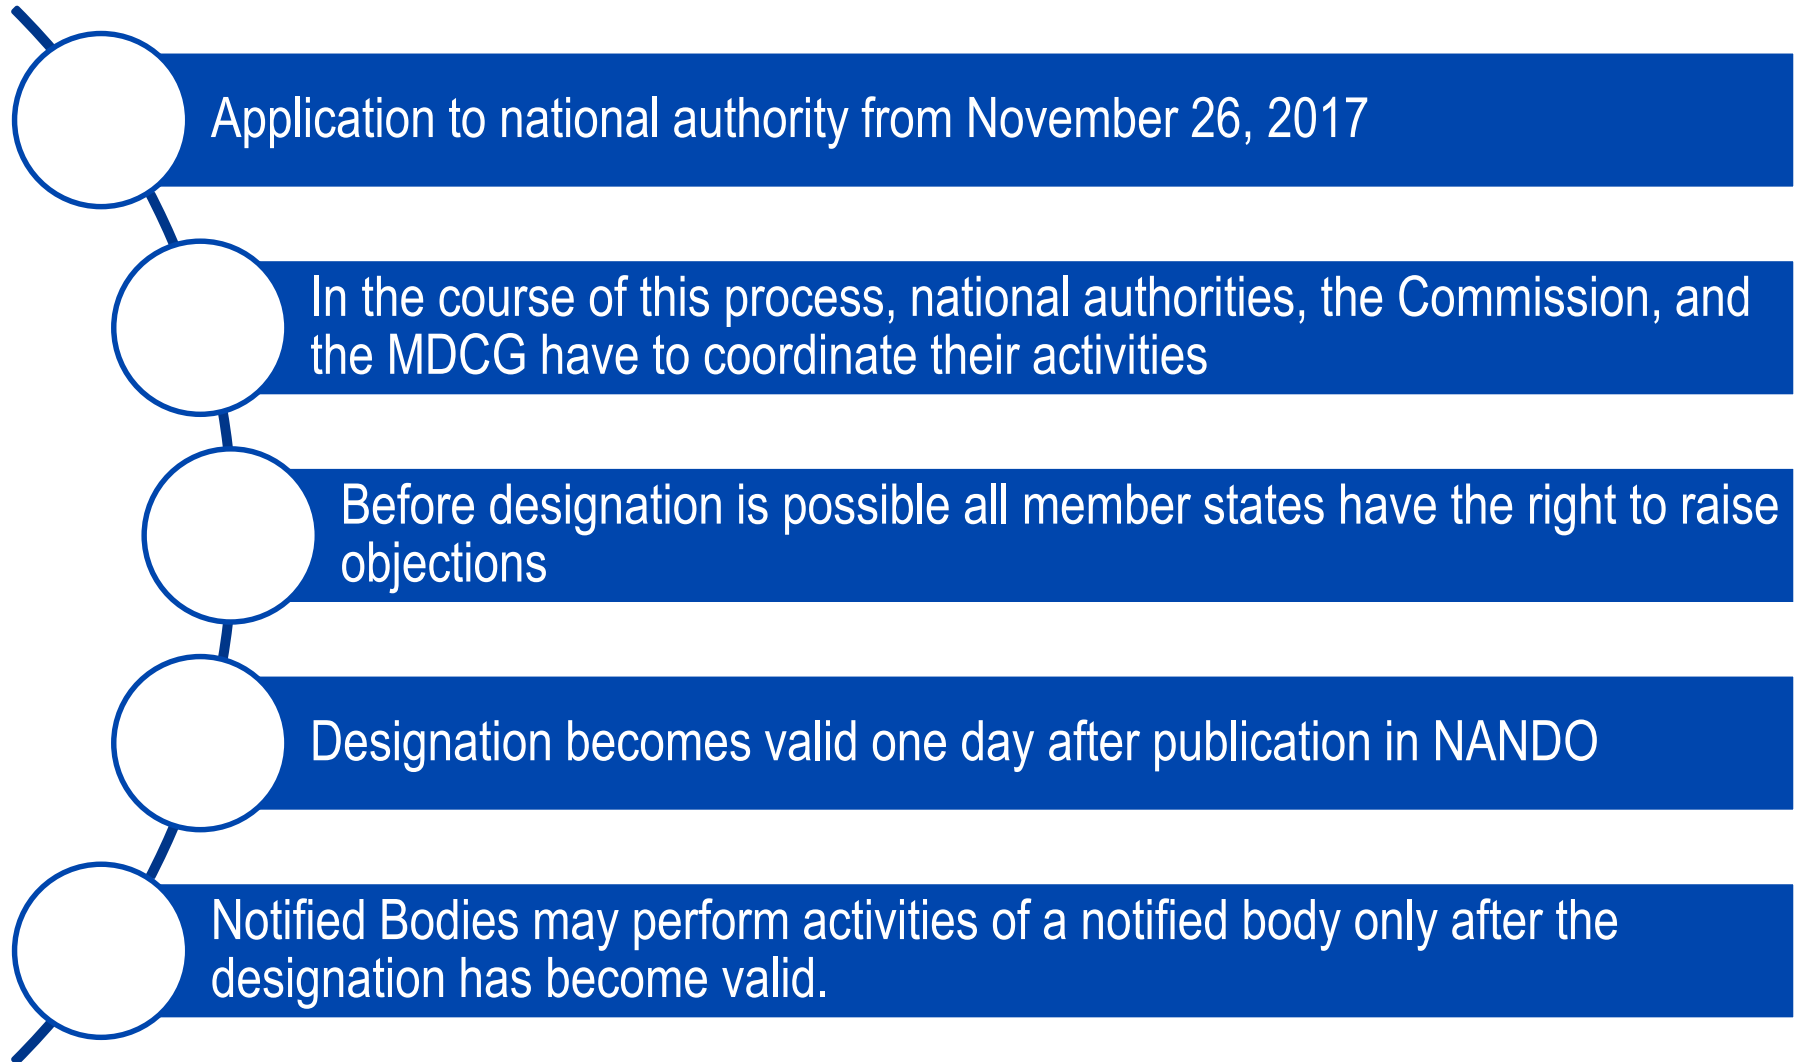 Application to national authority from November 26, 2017
In the course of this process, national authorities, the Commission, and
the MDCG have to coordinate their activities
Before designation is possible all member states have the right to raise
objections
Designation becomes valid one day after publication in NANDO
Notified Bodies may perform activities of a notified body only after the
designation has become valid.